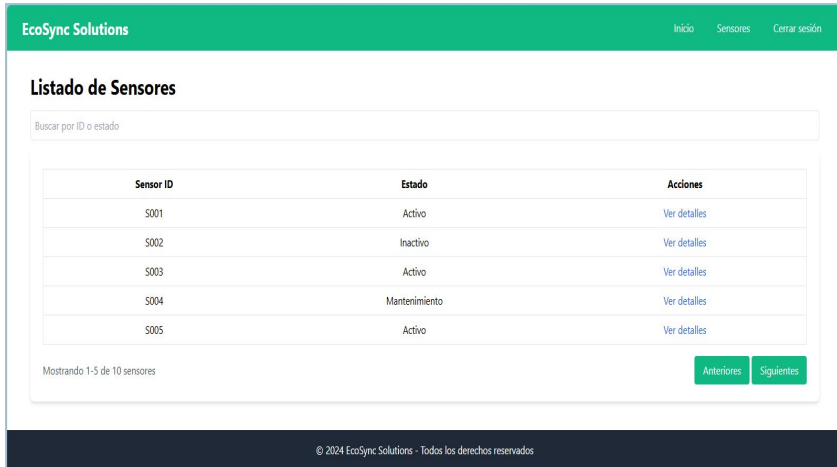 EcoSync Solutions Inicio Sensores Cerrar sesión
Listado de Sensores
Buscar por ID o estado
Sensor ID Estado Acciones
S001 Activo Ver detalles
S002 Inactivo Ver detalles
S003 Activo Ver detalles
S004 Mantenimiento Ver detalles
S005 Activo Ver detalles
Mostrando 1-5 de 10 sensores Anteriores Siguientes
© 2024 EcoSync Solutions - Todos los derechos reservados